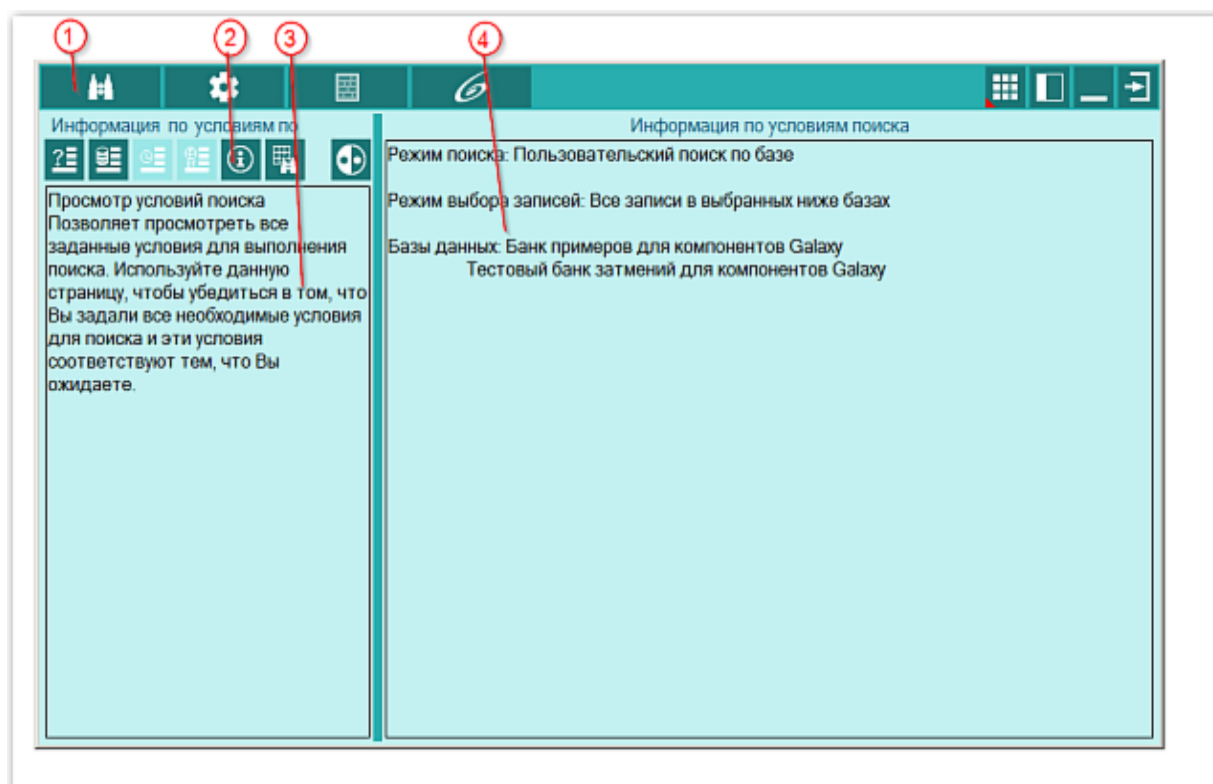 1 2 3 4
Информация по условиям по
Информация по условиям поиска
Просмотр условий поиска
Позволяет просмотреть все
заданные условия для выполнения
поиска. Используйте данную
страницу, чтобы убедиться в том, что
Вы задали все необходимые условия
для поиска и эти условия
соответствуют тем, что Вы
ожидаете.
Режим поиска: Пользовательский поиск по базе
Режим выбора записей: Все записи в выбранных ниже базах
Базы данных: Банк примеров для компонентов Galaxy
Тестовый банк затмений для компонентов Galaxy